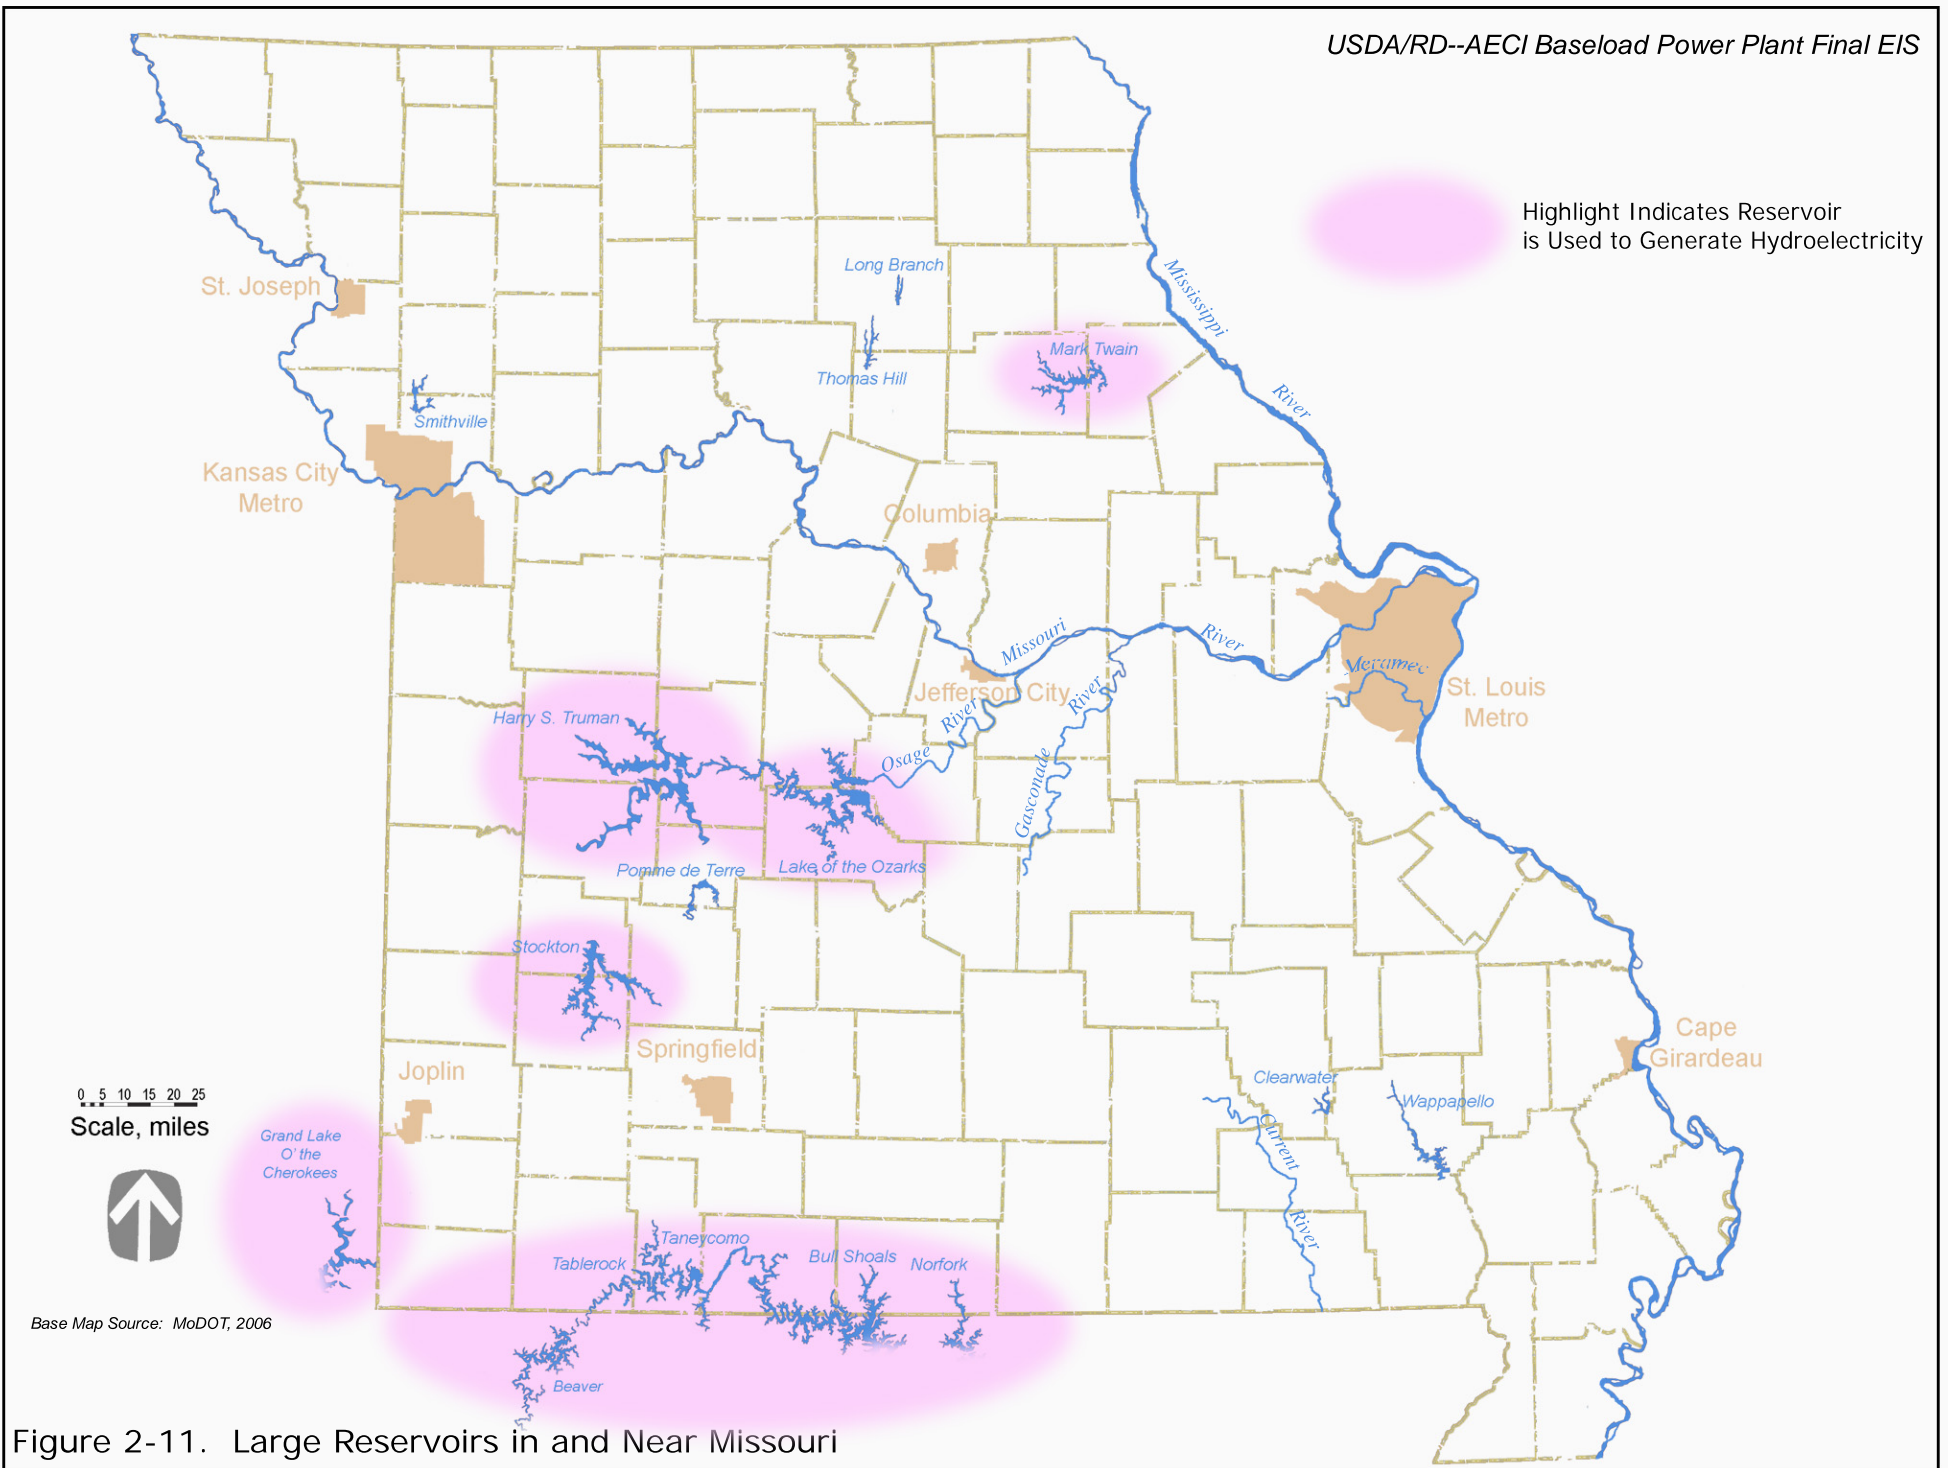 USDA/RD--AECI Baseload Power Plant Final EIS
Highlight Indicates Reservoir
is Used to Generate Hydroelectricity
Long Branch
St. Joseph
Mississippi
Mark Twain
Thomas Hill
River
Smithville
Kansas City
Metro
Columbia
Missouri
River
Meramec
Jefferson City
River
River
St. Louis
Metro
Harry S. Truman
Osage
Gasconade
Pomme de Terre
Lake of the Ozarks
Stockton
Springfield
Cape
Girardeau
Joplin
Clearwater
Wappapello
0 5 10 15 20 25
Scale, miles
Current
River
Grand Lake
O' the
Cherokees
Taneycomo
Tablerock
Bull Shoals
Norfork
Base Map Source: MoDOT, 2006
Beaver
Figure 2-11. Large Reservoirs in and Near Missouri